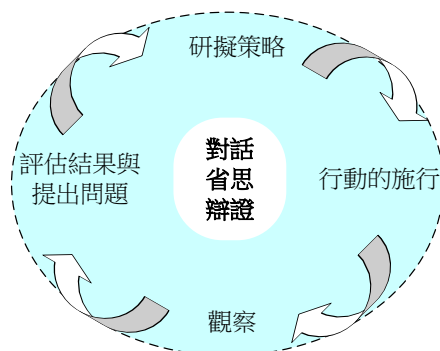 研擬策略
對話
省思
辯證
評估結果與
提出問題
行動的施行
觀察